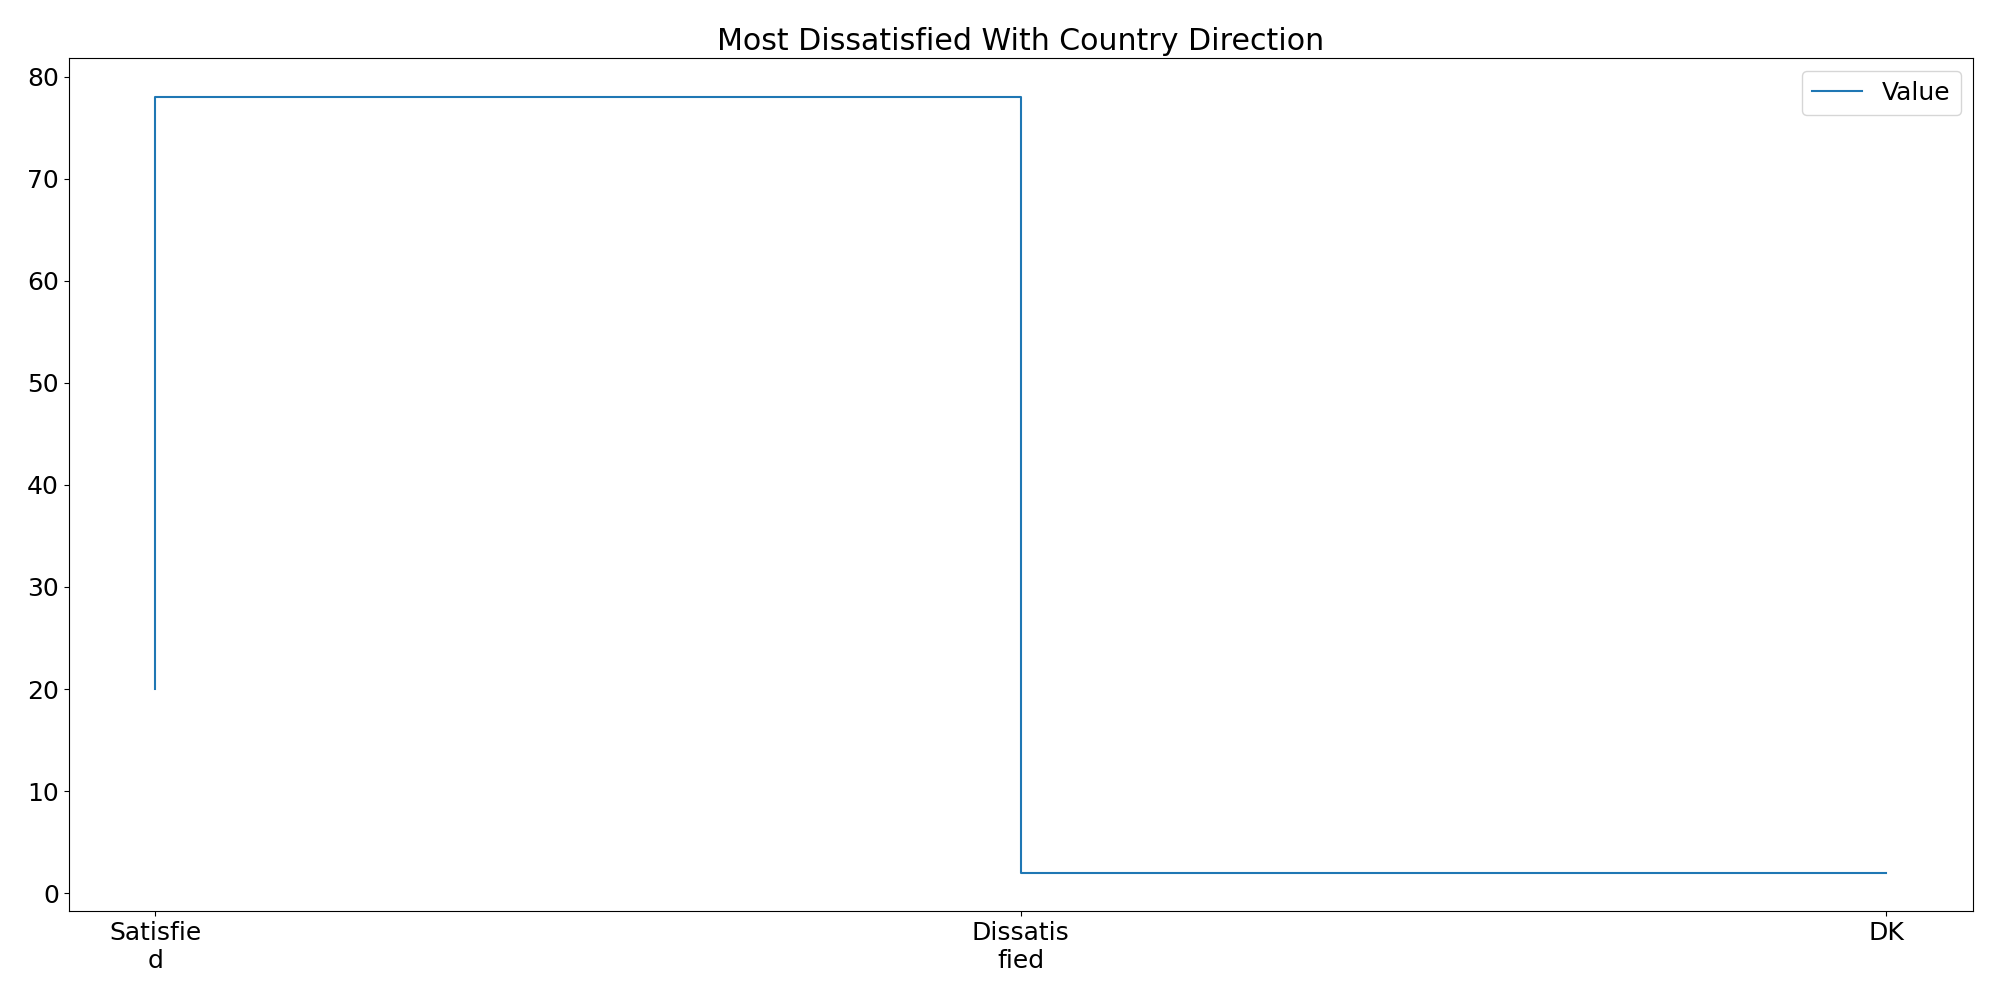 Most Dissatisfied With Country Direction
Value
80
70
60
50
40
30
20
10
0
Satisfie
d
Dissatis
fied
DK